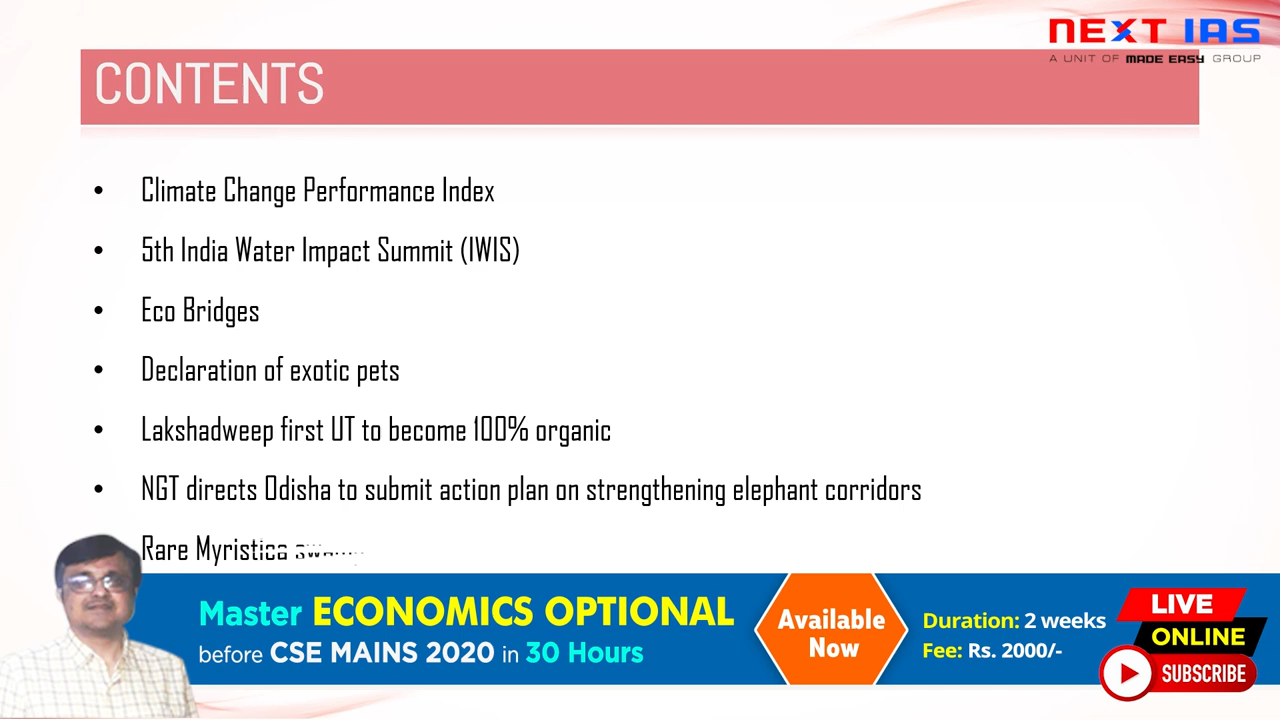 NEXT IAS
A UNIT OF MADE EASY GROUP
CONTENTS
• Climate Change Performance Index
• 5th India Water Impact Summit (IWIS)
• Eco Bridges
• Declaration of exotic pets
• Lakshadweep first UT to become 100% organic
• NGT directs Odisha to submit action plan on strengthening elephant corridors
Rare Myristica
Master ECONOMICS OPTIONAL
before CSE MAINS 2020 in 30 Hours
Available
Now
Duration: 2 weeks
Fee: Rs. 2000/-
LIVE
ONLINE
SUBSCRIBE